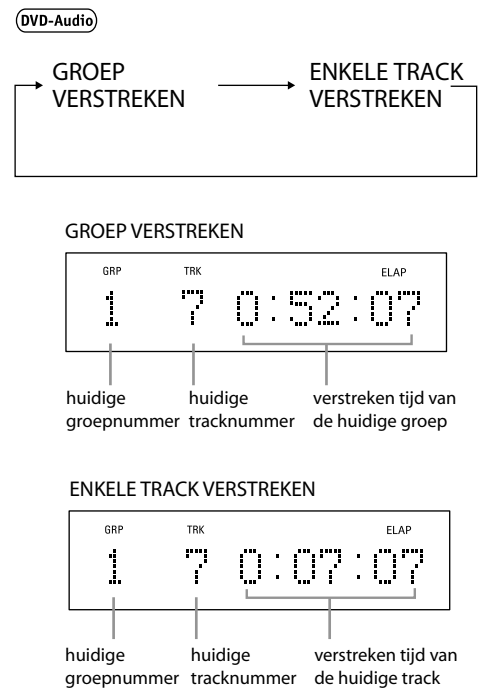 DVD-Audio
GROEP
VERSTREKEN
ENKELE TRACK
VERSTREKEN
GROEP VERSTREKEN
GRP TRK ELAP
1 7 0:52:07
huidige
groepnummer
huidige
tracknummer
verstreken tijd van
de huidige groep
ENKELE TRACK VERSTREKEN
GRP TRK ELAP
1 7 0:07:07
huidige
groepnummer
huidige
tracknummer
verstreken tijd van
de huidige track